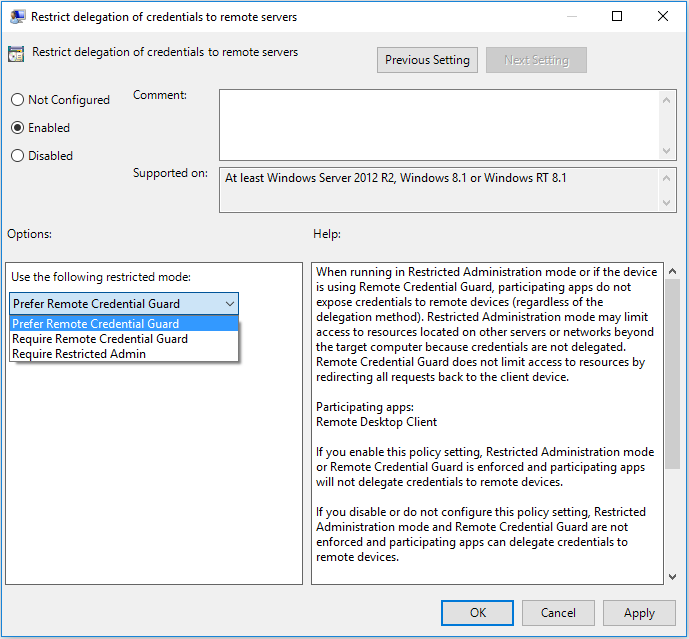 Restrict delegation of credentials to remote servers
Restrict delegation of credentials to remote servers
Previous Setting
Next Setting
Not Configured
Enabled
Disabled
Comment:
Supported on:
At least Windows Server 2012 R2, Windows 8.1 or Windows RT 8.1
Options:
Help:
Use the following restricted mode:
Prefer Remote Credential Guard
Prefer Remote Credential Guard
Require Remote Credential Guard
Require Restricted Admin
When running in Restricted Administration mode or if the device
is using Remote Credential Guard, participating apps do not
expose credentials to remote devices (regardless of the
delegation method). Restricted Administration mode may limit
access to resources located on other servers or networks beyond
the target computer because credentials are not delegated.
Remote Credential Guard does not limit access to resources by
redirecting all requests back to the client device.
Participating apps:
Remote Desktop Client
If you enable this policy setting, Restricted Administration mode
or Remote Credential Guard is enforced and participating apps
will not delegate credentials to remote devices.
If you disable or do not configure this policy setting, Restricted
Administration mode and Remote Credential Guard are not
enforced and participating apps can delegate credentials to
remote devices.
OK
Cancel
Apply